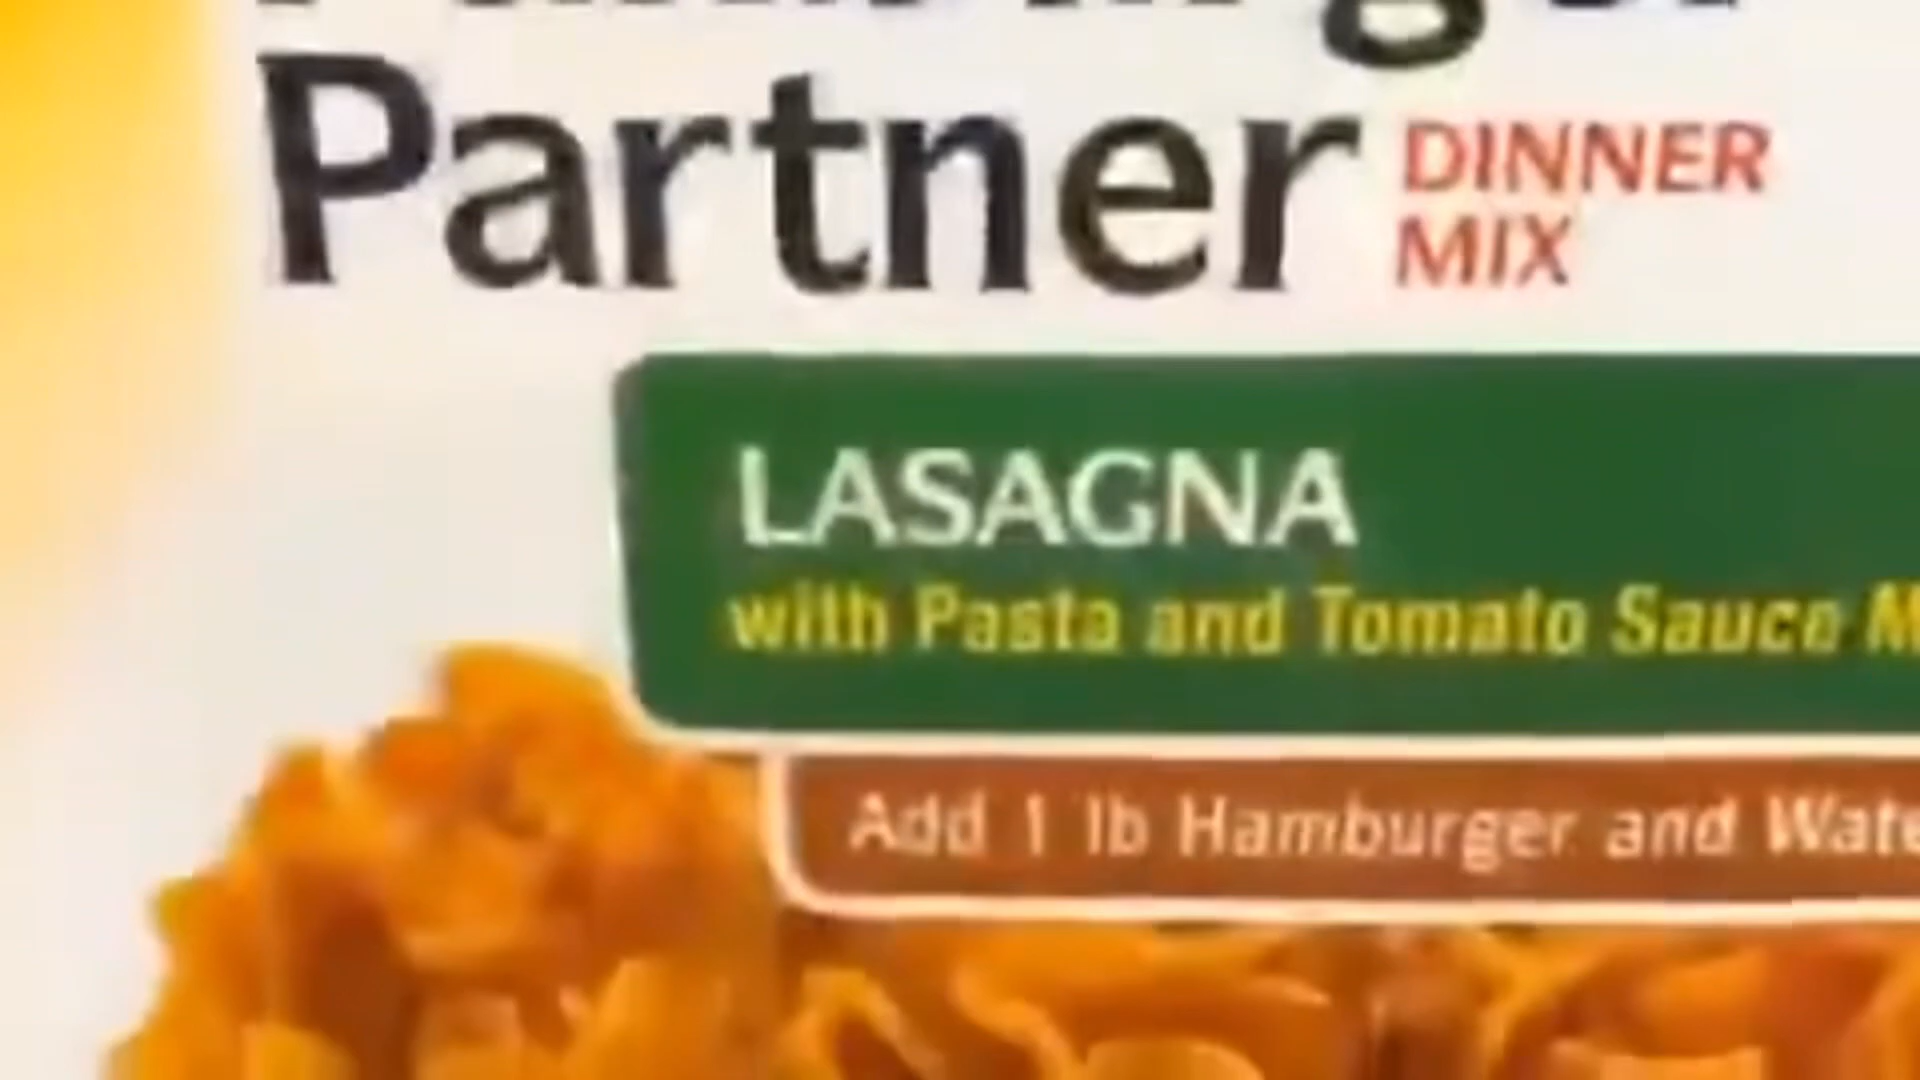 Partner
DINNER
MIX
LASAGNA
with Pasta and Tomato Sauce
Add 1 lb Hamburger and